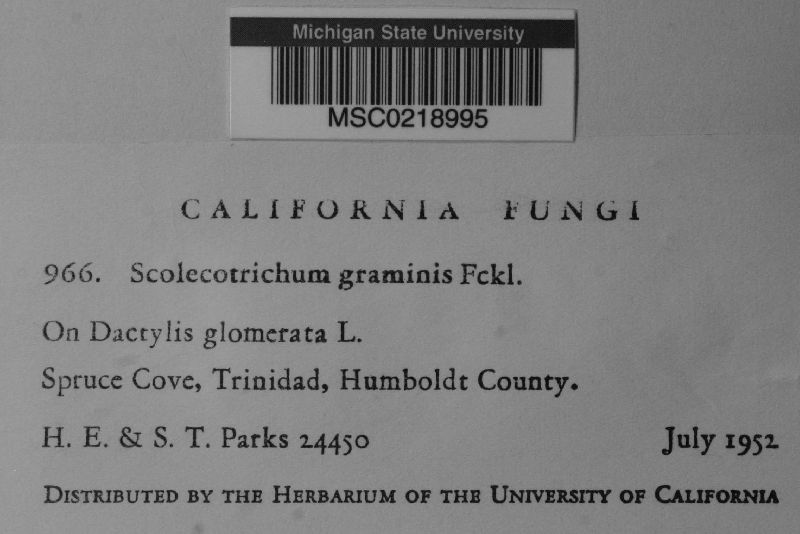 Michigan State University
MSC0218995
CALIFORNIA FUNGI
966. Scolecotrichum graminis Fckl.
On Dactylis glomerata L.
Spruce Cove, Trinidad, Humboldt County.
H. E. & S. T. Parks 24450 July 1952
DISTRIBUTED BY THE HERBARIUM OF THE UNIVERSITY OF CALIFORNIA